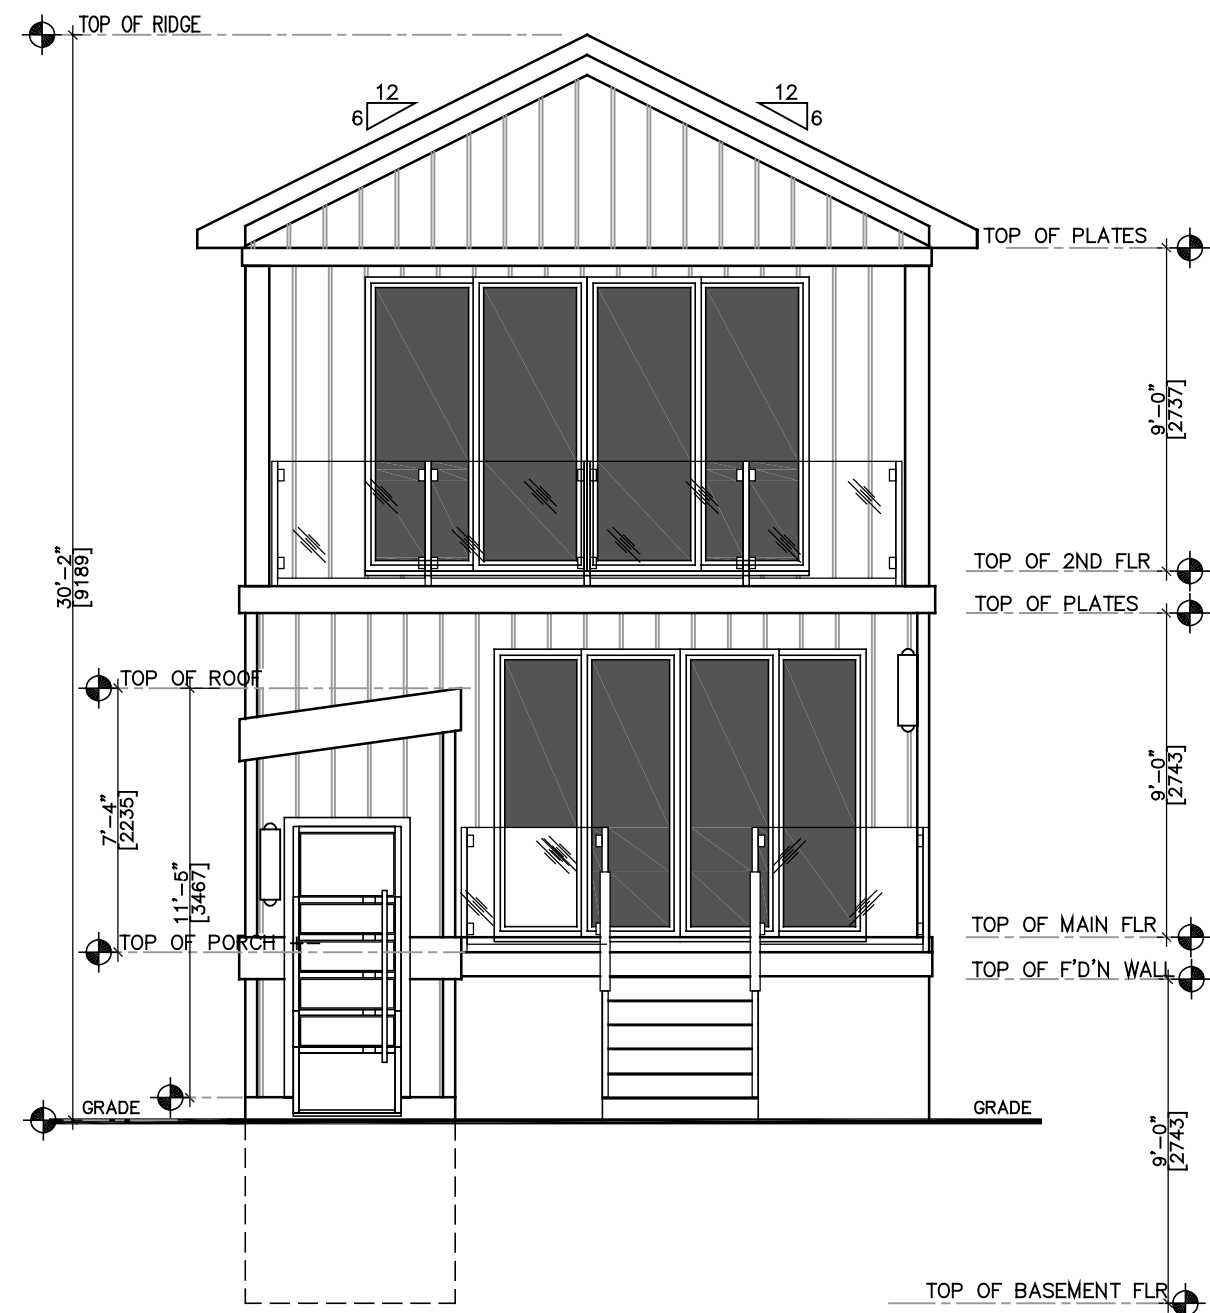 TOP OF RIDGE
12
6
12
6
TOP OF PLATES
9'-0"
[2737]
30'-2"
[9189]
TOP OF 2ND FLR
TOP OF PLATES
TOP OF ROOF
9'-0"
[2743]
7'-4"
[2235]
11'-5"
[3467]
TOP OF MAIN FLR
TOP OF PORCH
TOP OF F'D'N WALL
GRADE
GRADE
9'-0"
[2743]
TOP OF BASEMENT FLR